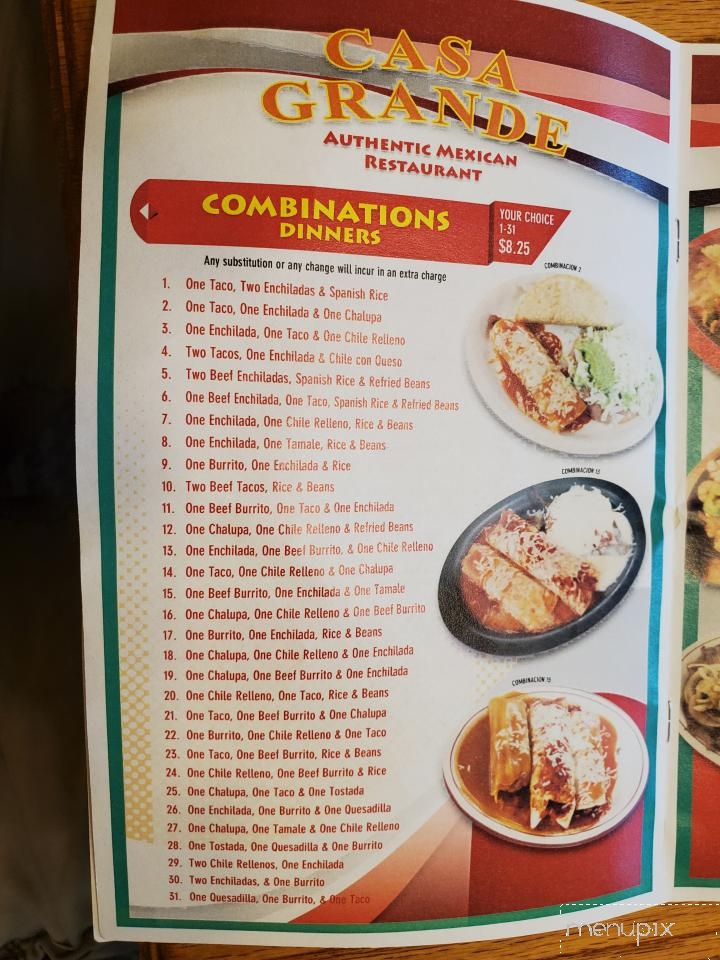 CASA
GRANDE
AUTHENTIC MEXICAN
RESTAURANT
COMBINATIONS
DINNERS
YOUR CHOICE
1-31
$8.25
Any substitution or any change will incur in an extra charge
1. One Taco, Two Enchiladas & Spanish Rice
2. One Taco, One Enchilada & One Chalupa
3. One Enchilada, One Taco & One Chile Relleno
4. Two Tacos, One Enchilada & Chile con Queso
5. Two Beef Enchiladas, Spanish Rice & Refried Beans
6. One Beef Enchilada, One Taco, Spanish Rice & Refried Beans
7. One Enchilada, One Chile Relleno, Rice & Beans
8. One Enchilada, One Tamale, Rice & Beans
9. One Burrito, One Enchilada & Rice
10. Two Beef Tacos, Rice & Beans
11. One Beef Burrito, One Taco & One Enchilada
12. One Chalupa, One Chile Relleno & Refried Beans
13. One Enchilada, One Beef Burrito, & One Chile Relleno
14. One Taco, One Chile Relleno & One Chalupa
15. One Beef Burrito, One Enchilada & One Tamale
16. One Chalupa, One Chile Relleno & One Beef Burrito
17. One Burrito, One Enchilada, Rice & Beans
18. One Chalupa, One Chile Relleno & One Enchilada
19. One Chalupa, One Beef Burrito & One Enchilada
20. One Chile Relleno, One Taco, Rice & Beans
21. One Taco, One Beef Burrito & One Chalupa
22. One Burrito, One Chile Relleno & One Taco
23. One Taco, One Beef Burrito, Rice & Beans
24. One Chile Relleno, One Beef Burrito & Rice
25. One Chalupa, One Taco & One Tostada
26. One Enchilada, One Burrito & One Quesadilla
27. One Chalupa, One Tamale & One Chile Relleno
28. One Tostada, One Quesadilla & One Burrito
29. Two Chile Rellenos, One Enchilada
30. Two Enchiladas, & One Burrito
31. One Quesadilla, One Burrito, & One Taco
COMBINACION 2
COMBINACION 13
COMBINACION 15
menupix